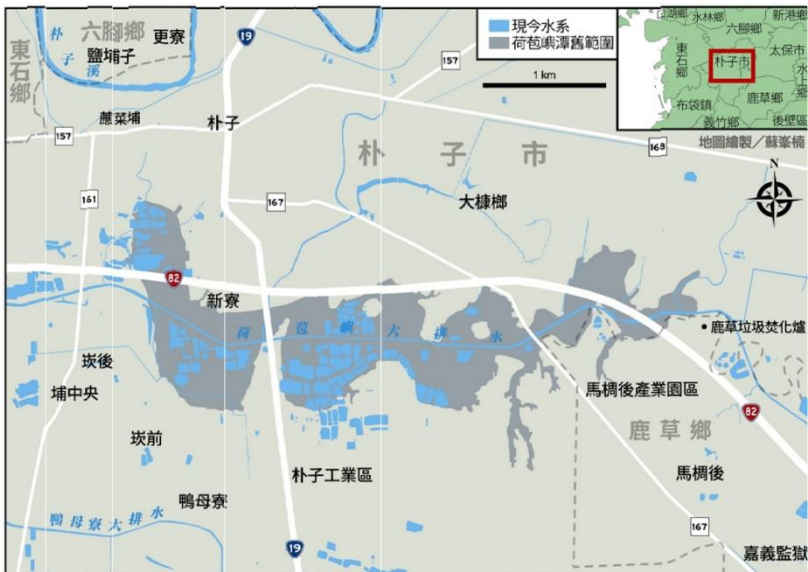 現今水系
荷苞嶼潭舊範圍
1 km
湖鄉
水林鄉
新港鄉
六腳鄉
東石鄉
朴子市
太保市
水
鄉
鹿草鄉
布袋鎮
義竹鄉
後壁區
地圖繪製／蘇峯楠
N
六腳鄉
更寮
朴子溪
鹽埔子
東石鄉
19
157
蔗菜埔
朴子
157
朴子市
168
161
167
大槺榔
82
新寮
荷苞嶼大排水
鹿草垃圾焚化爐
崁後
埔中央
馬稠後產業園區
82
崁前
鹿草鄉
朴子工業區
馬稠後
鴨母寮
鴨母寮大排水
167
19
嘉義監獄